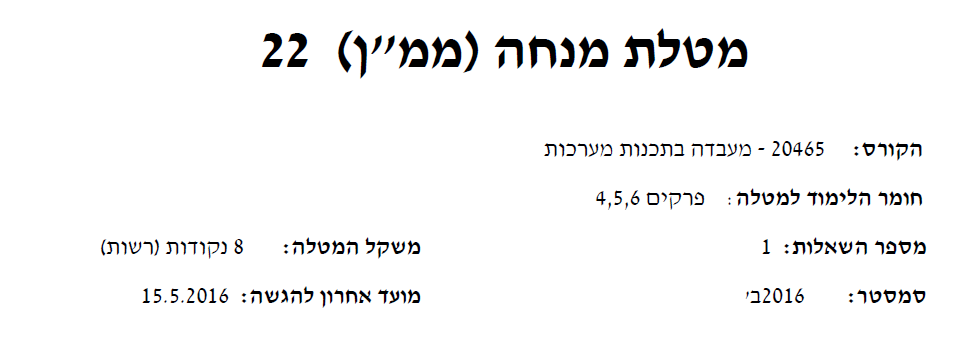 מטלת מנחה (ממ''ן) 22
הקורס: 20465 - מעבדה בתכנות מערכות
חומר הלימוד למטלה: פרקים 4,5,6
מספר השאלות: 1 משקל המטלה: 8 נקודות (רשות)
סמסטר: 2016ב' מועד אחרון להגשה: 15.5.2016